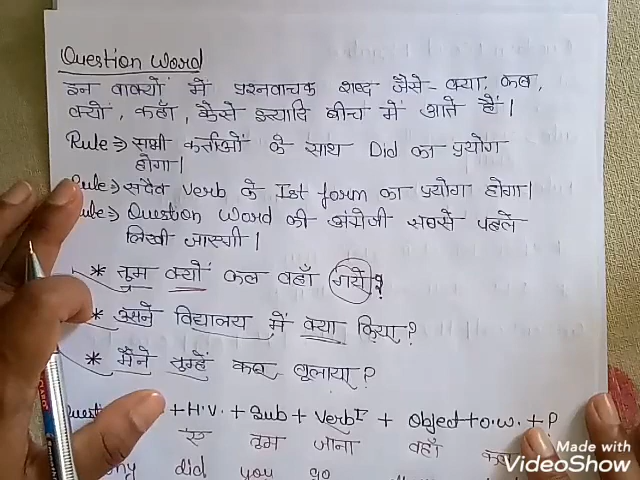 Question Word
इन वाक्यों में प्रश्नवाचक शब्द जैसे- क्या, कब,
क्यों, कहाँ, कैसे इत्यादि बीच में आते हैं।
Rule ⇒ सभी कर्त्ताओं के साथ Did का प्रयोग
होगा।
Rule ⇒ सदैव Verb के Ist form का प्रयोग होगा।
Rule ⇒ Question Word की अंग्रेजी सबसे पहले
लिखी जाएगी।
* तुम क्यों कल वहाँ गये?
* उसने विद्यालय में क्या किया?
* मैंने तुम्हें कब बुलाया?
+ H.V. + Sub + Verb I + Object + O.W. + ?
तुम जाना वहाँ
did you go
Made with
VideoShow